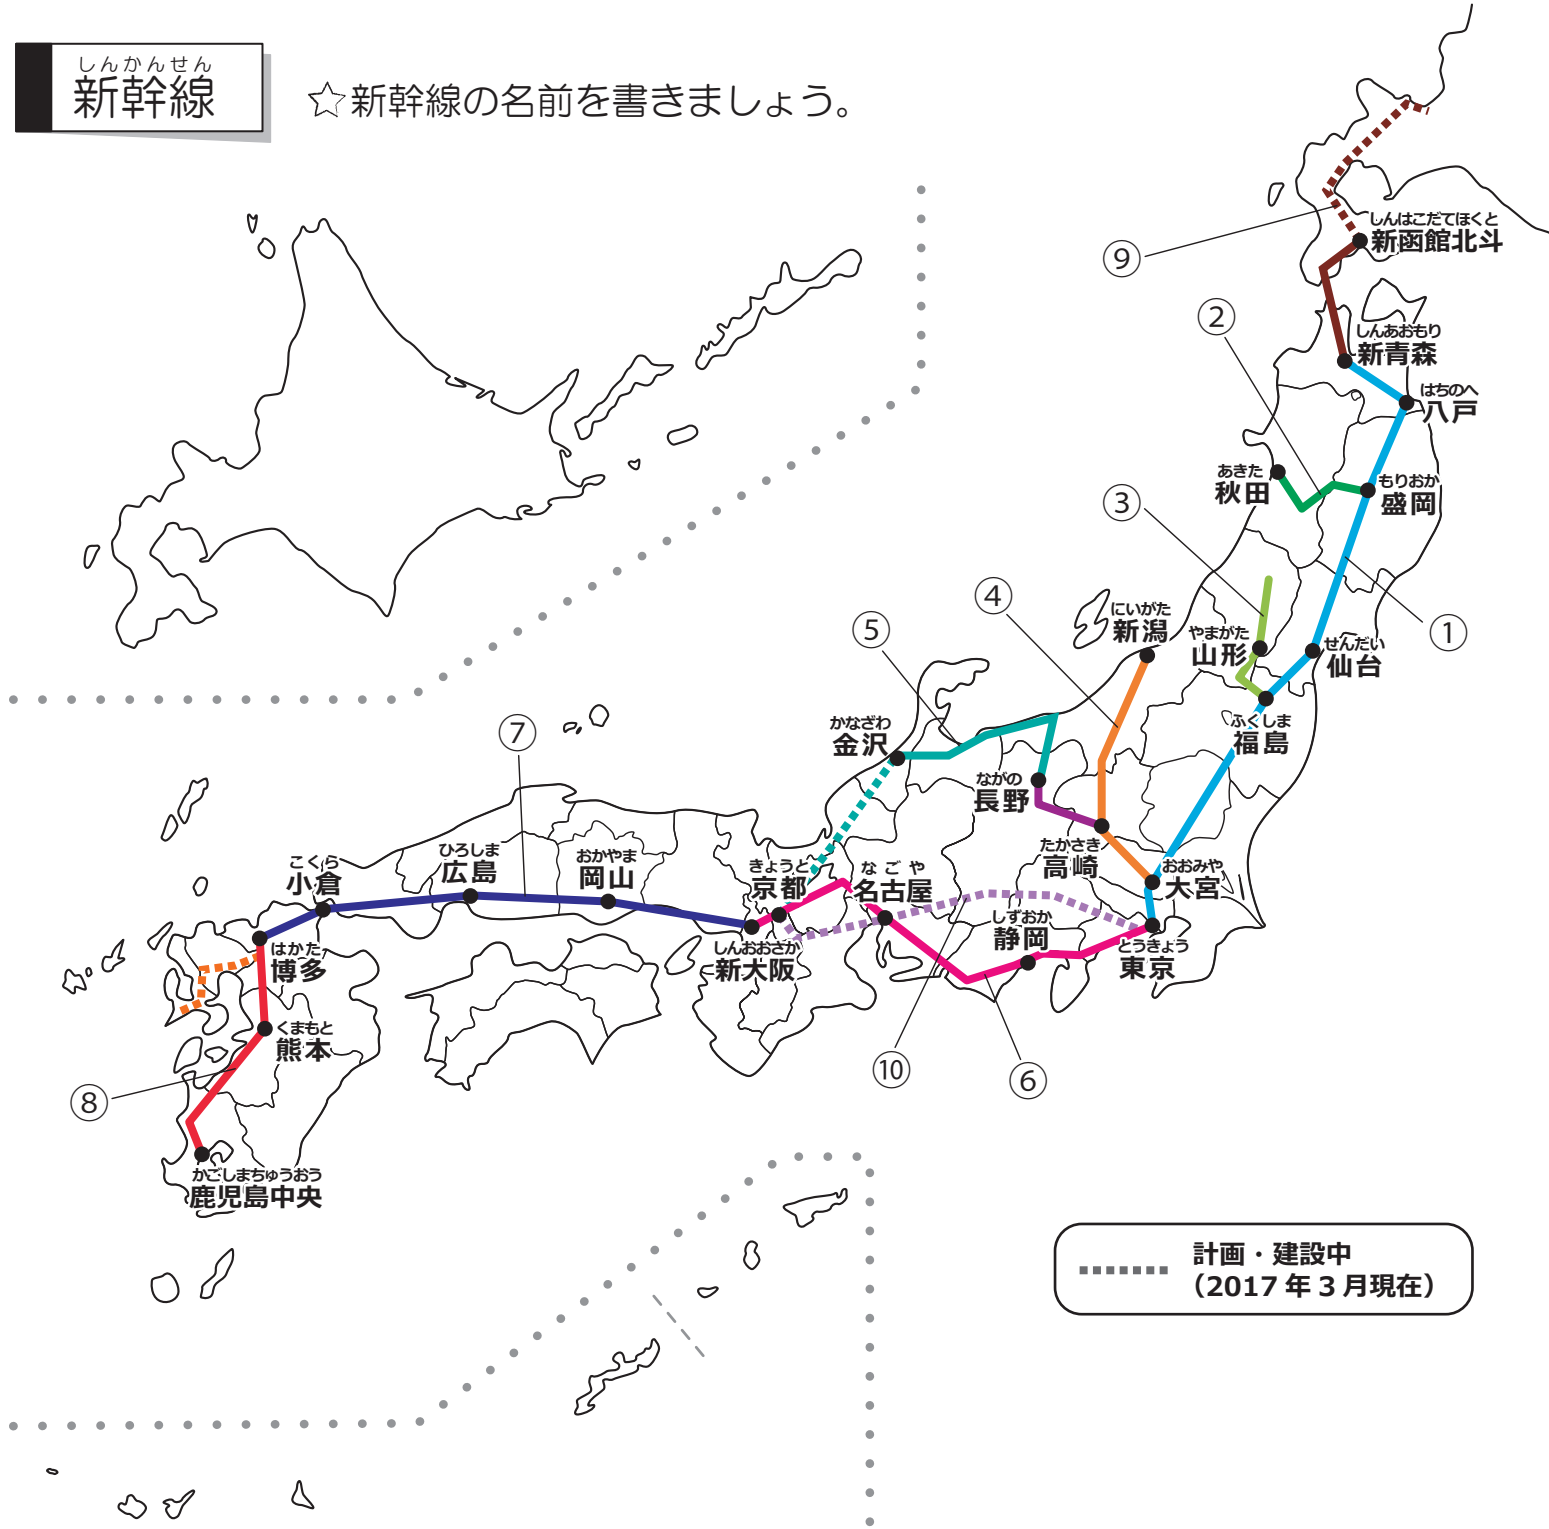 しんかんせん
新幹線
☆新幹線の名前を書きましょう。
⑨
しんはこだてほくと
新函館北斗
②
しんあおもり
新青森
はちのへ
八戸
あきた
秋田
もりおか
盛岡
③
④
にいがた
新潟
やまがた
山形
①
せんだい
仙台
⑤
かなざわ
金沢
ふくしま
福島
⑦
ながの
長野
たかさき
高崎
おおみや
大宮
こくら
小倉
ひろしま
広島
おかやま
岡山
きょうと
京都
なごや
名古屋
しずおか
静岡
はかた
博多
しんおおさか
新大阪
とうきょう
東京
くまもと
熊本
⑧
⑩
⑥
かごしまちゅうおう
鹿児島中央
計画・建設中
（2017年3月現在）